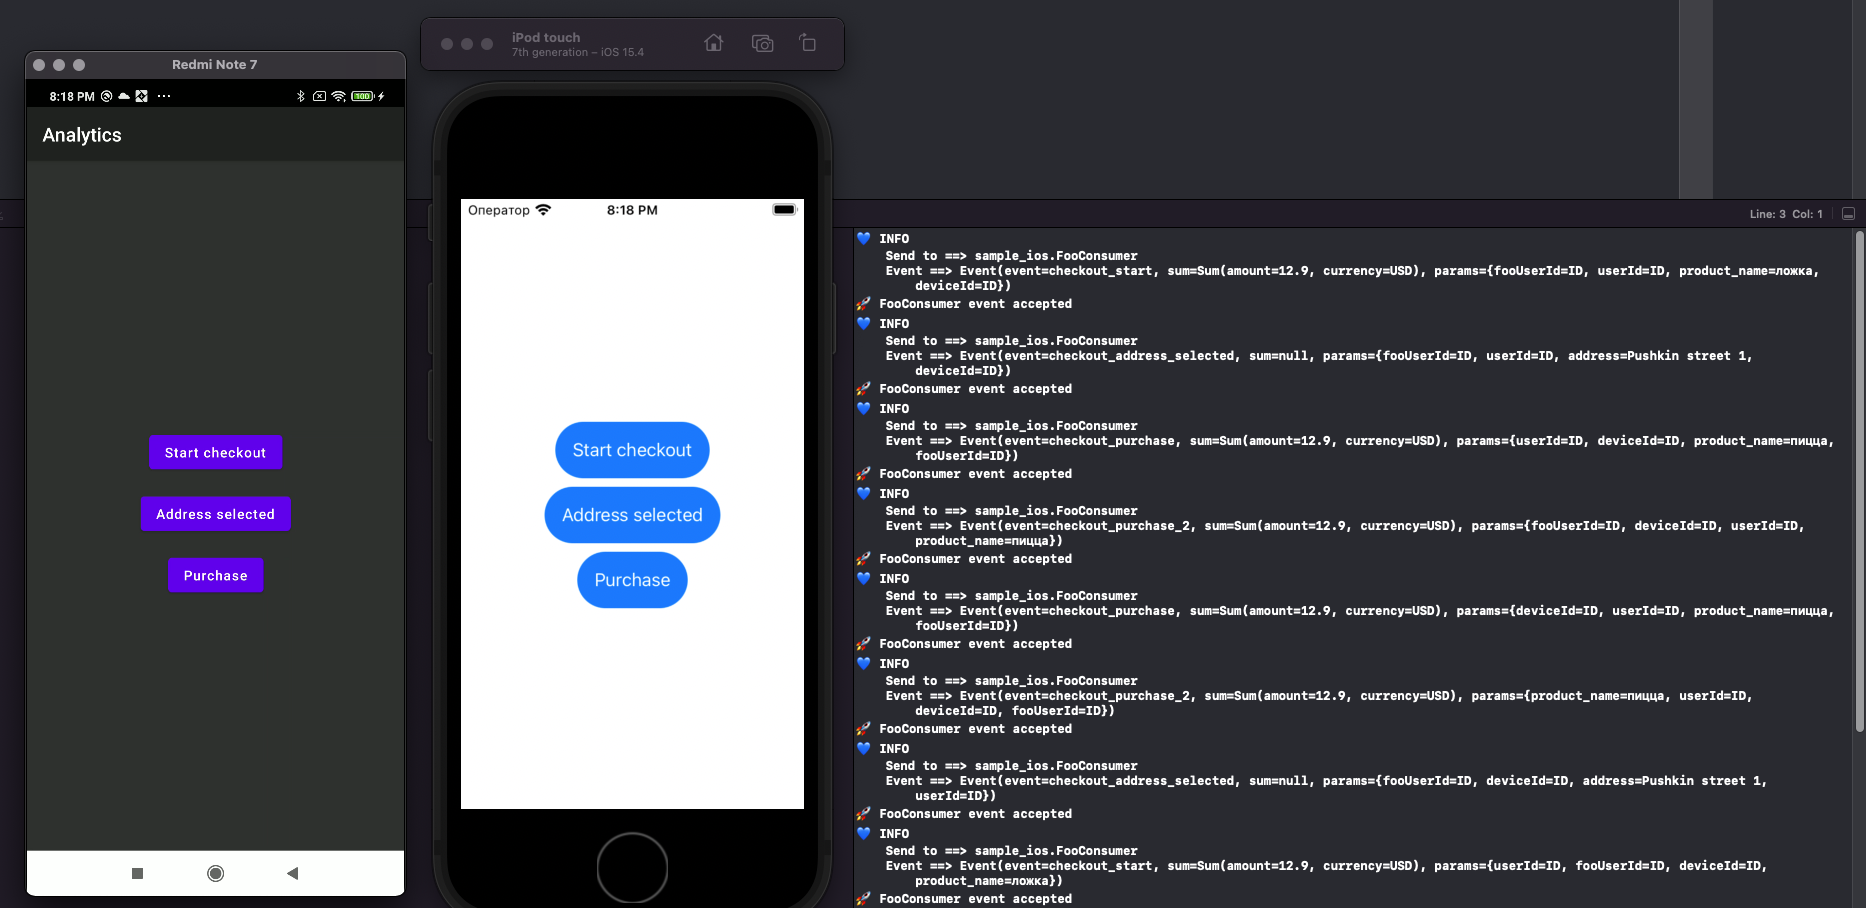 Redmi Note 7
8:18 PM ···
100
Analytics
Start checkout
Address selected
Purchase
iPod touch
7th generation – iOS 15.4
Оператор 8:18 PM
Start checkout
Address selected
Purchase
Line: 3 Col: 1
💙 INFO
Send to ==> sample_ios.FooConsumer
Event ==> Event(event=checkout_start, sum=Sum(amount=12.9, currency=USD), params={fooUserId=ID, userId=ID, product_name=ложка,
deviceId=ID})
🚀 FooConsumer event accepted
💙 INFO
Send to ==> sample_ios.FooConsumer
Event ==> Event(event=checkout_address_selected, sum=null, params={fooUserId=ID, userId=ID, address=Pushkin street 1,
deviceId=ID})
🚀 FooConsumer event accepted
💙 INFO
Send to ==> sample_ios.FooConsumer
Event ==> Event(event=checkout_purchase, sum=Sum(amount=12.9, currency=USD), params={userId=ID, deviceId=ID, product_name=пицца,
fooUserId=ID})
🚀 FooConsumer event accepted
💙 INFO
Send to ==> sample_ios.FooConsumer
Event ==> Event(event=checkout_purchase_2, sum=Sum(amount=12.9, currency=USD), params={fooUserId=ID, deviceId=ID, userId=ID,
product_name=пицца})
🚀 FooConsumer event accepted
💙 INFO
Send to ==> sample_ios.FooConsumer
Event ==> Event(event=checkout_purchase, sum=Sum(amount=12.9, currency=USD), params={deviceId=ID, userId=ID, product_name=пицца,
fooUserId=ID})
🚀 FooConsumer event accepted
💙 INFO
Send to ==> sample_ios.FooConsumer
Event ==> Event(event=checkout_purchase_2, sum=Sum(amount=12.9, currency=USD), params={product_name=пицца, userId=ID,
deviceId=ID, fooUserId=ID})
🚀 FooConsumer event accepted
💙 INFO
Send to ==> sample_ios.FooConsumer
Event ==> Event(event=checkout_address_selected, sum=null, params={fooUserId=ID, deviceId=ID, address=Pushkin street 1,
userId=ID})
🚀 FooConsumer event accepted
💙 INFO
Send to ==> sample_ios.FooConsumer
Event ==> Event(event=checkout_start, sum=Sum(amount=12.9, currency=USD), params={userId=ID, fooUserId=ID, deviceId=ID,
product_name=ложка})
🚀 FooConsumer event accepted